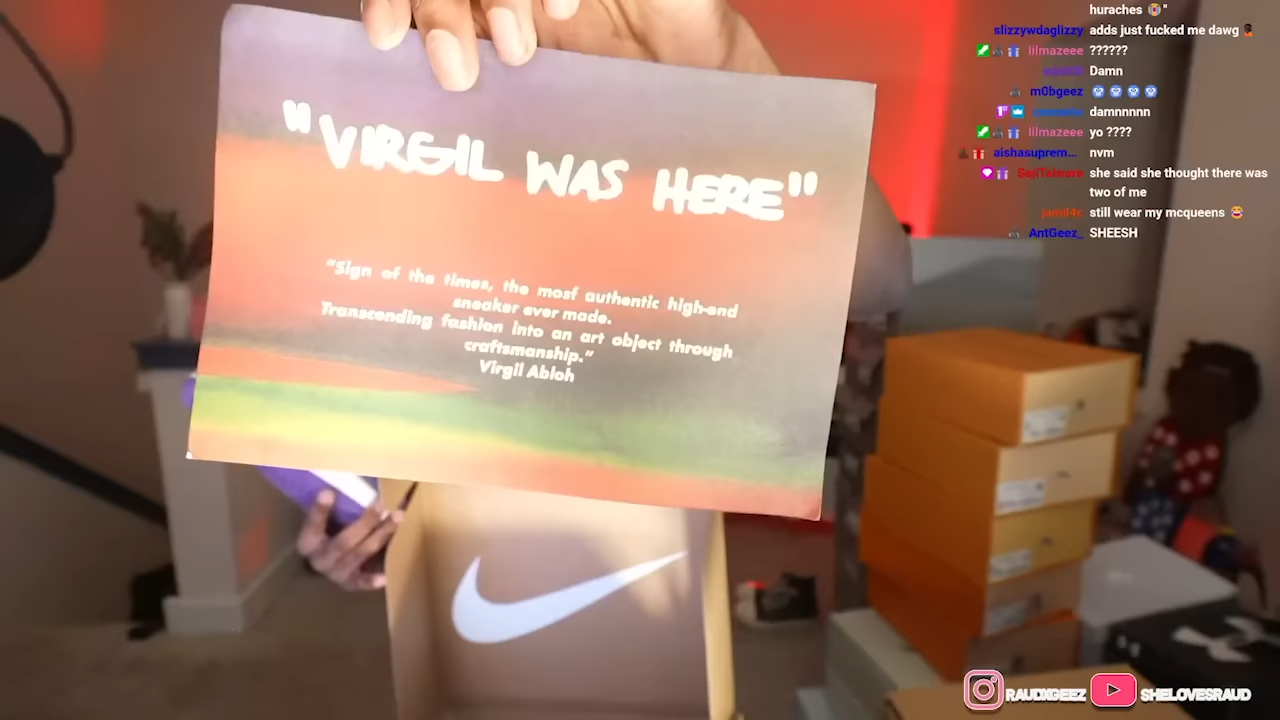 "VIRGIL WAS HERE"
"Sign of the times, the most authentic high-end
sneaker ever made.
Transcending fashion into an art object through
craftsmanship."
Virgil Abloh
huraches 😭"
slizzywdaglizzy adds just fucked me dawg
lilmazeee ??????
Damn
m0bgeez
damnnnnn
lilmazeee yo ????
aishasuprem... nvm
she said she thought there was
two of me
still wear my mcqueens 😂
AntGeez_ SHEESH
RAUDXGEEZ SHELOVESRAUD